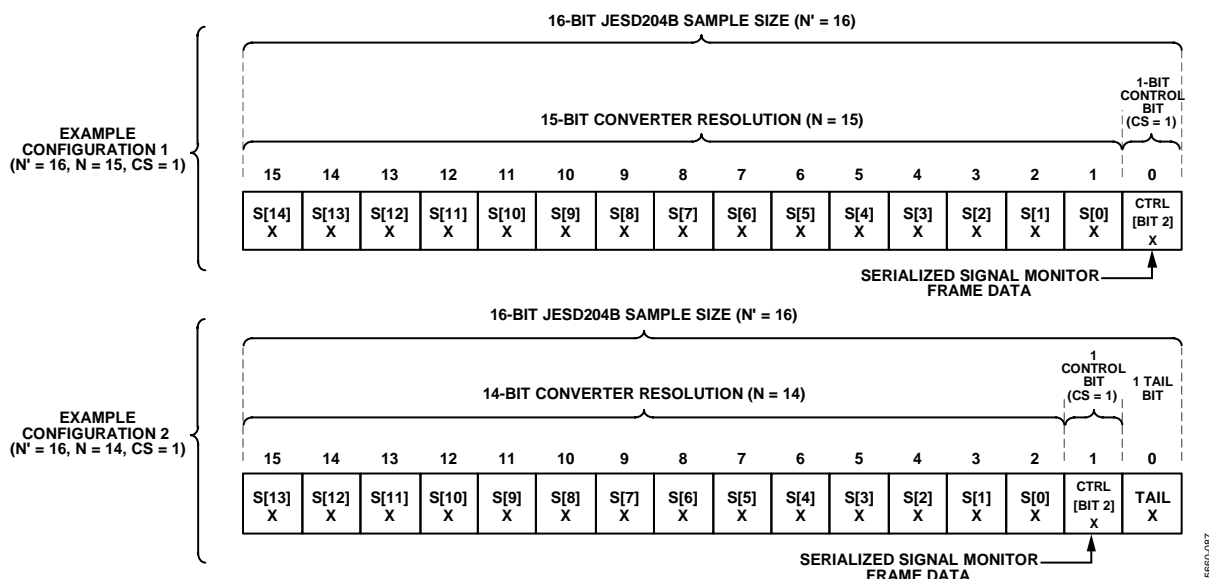 16-BIT JESD204B SAMPLE SIZE (N' = 16)
1-BIT
CONTROL
BIT
(CS = 1)
15-BIT CONVERTER RESOLUTION (N = 15)
EXAMPLE
CONFIGURATION 1
(N' = 16, N = 15, CS = 1)
15 14 13 12 11 10 9 8 7 6 5 4 3 2 1 0
S[14] S[13] S[12] S[11] S[10] S[9] S[8] S[7] S[6] S[5] S[4] S[3] S[2] S[1] S[0] CTRL
[BIT 2]
X X X X X X X X X X X X X X X X
SERIALIZED SIGNAL MONITOR
FRAME DATA
16-BIT JESD204B SAMPLE SIZE (N' = 16)
1
CONTROL
BIT
(CS = 1)
1 TAIL
BIT
14-BIT CONVERTER RESOLUTION (N = 14)
EXAMPLE
CONFIGURATION 2
(N' = 16, N = 14, CS = 1)
15 14 13 12 11 10 9 8 7 6 5 4 3 2 1 0
S[13] S[12] S[11] S[10] S[9] S[8] S[7] S[6] S[5] S[4] S[3] S[2] S[1] S[0] CTRL TAIL
[BIT 2]
X X X X X X X X X X X X X X X X
SERIALIZED SIGNAL MONITOR
FRAME DATA